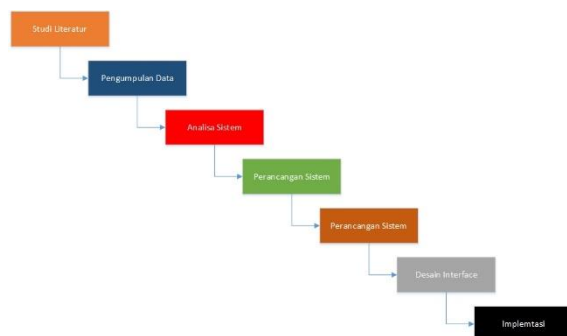 Studi Literatur
Pengumpulan Data
Analisa Sistem
Perancangan Sistem
Perancangan Sistem
Desain Interface
Implemtasi